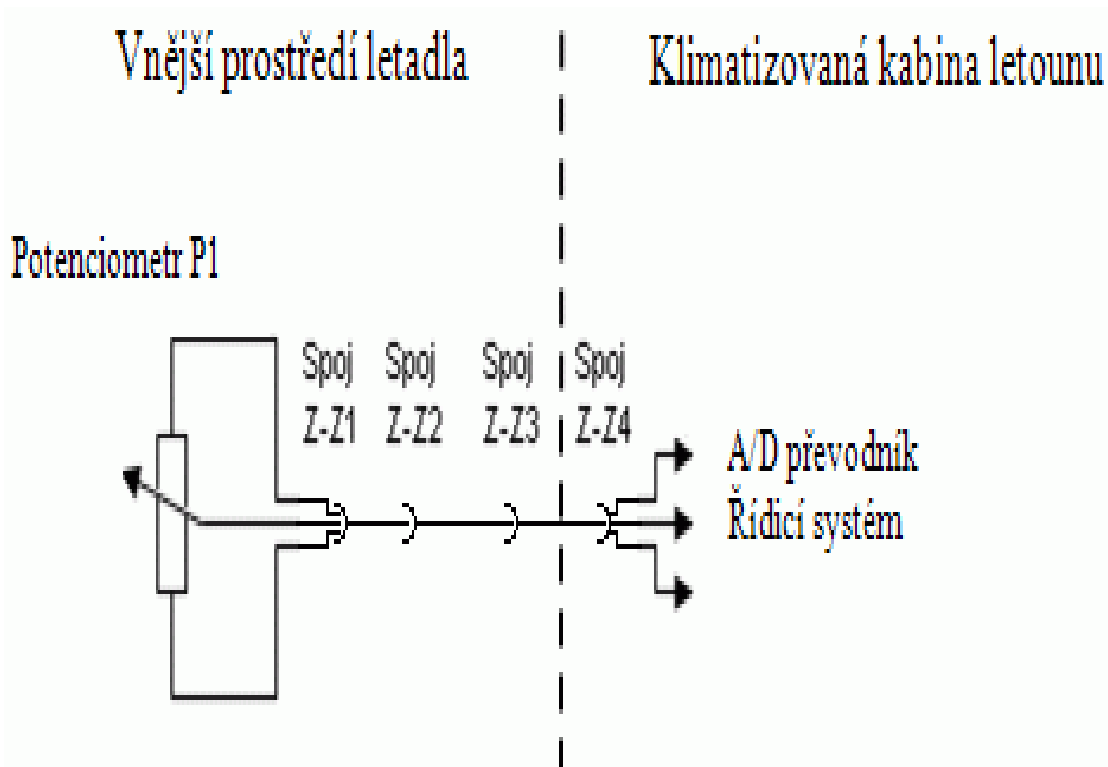 Vnější prostředí letadla
Klimatizovaná kabina letounu
Potenciometr P1
Spoj Z-Z1
Spoj Z-Z2
Spoj Z-Z3
Spoj Z-Z4
A/D převodník
Řídicí systém